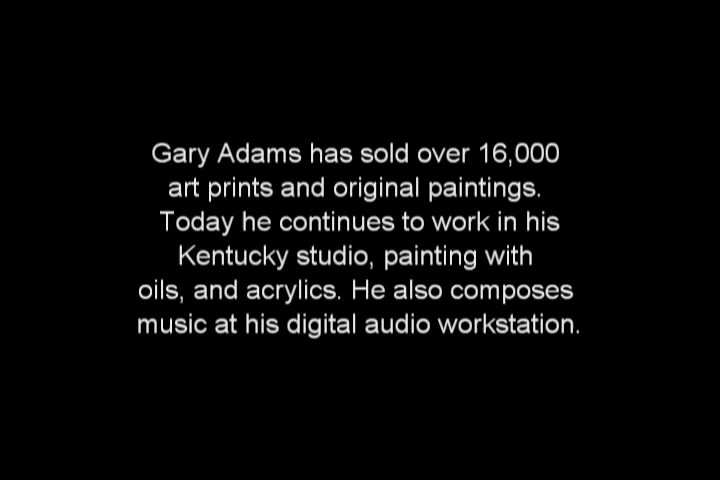 Gary Adams has sold over 16,000
art prints and original paintings.
Today he continues to work in his
Kentucky studio, painting with
oils, and acrylics. He also composes
music at his digital audio workstation.